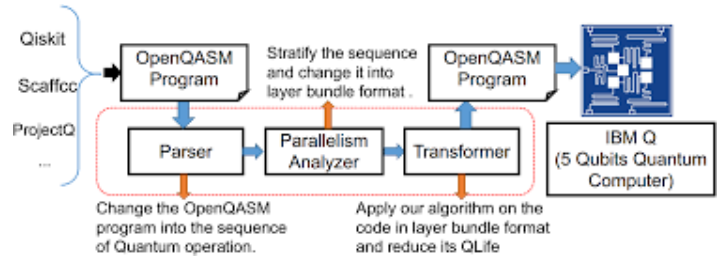 Qiskit
Scaffcc
ProjectQ
...
OpenQASM
Program
Stratify the sequence
and change it into
layer bundle format .
OpenQASM
Program
Parser
Parallelism
Analyzer
Transformer
IBM Q
(5 Qubits Quantum
Computer)
Change the OpenQASM
program into the sequence
of Quantum operation.
Apply our algorithm on the
code in layer bundle format
and reduce its QLife